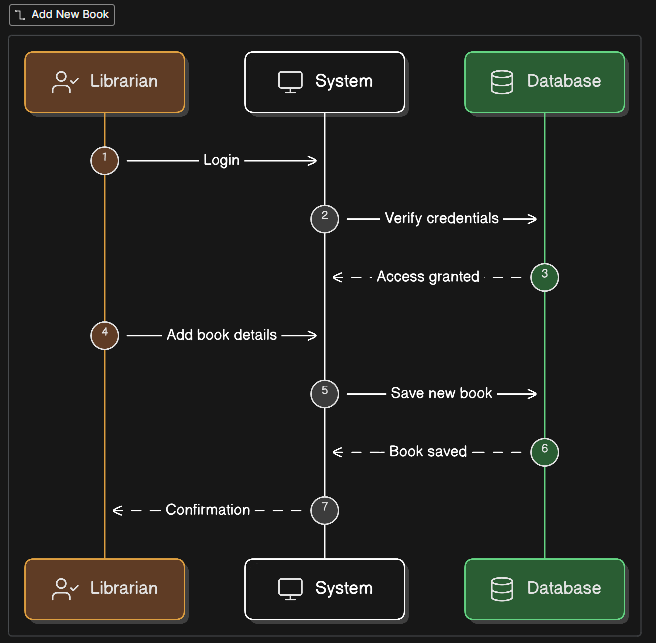 Add New Book
Librarian
System
Database
1
Login
2
Verify credentials
3
Access granted
4
Add book details
5
Save new book
6
Book saved
7
Confirmation
Librarian
System
Database